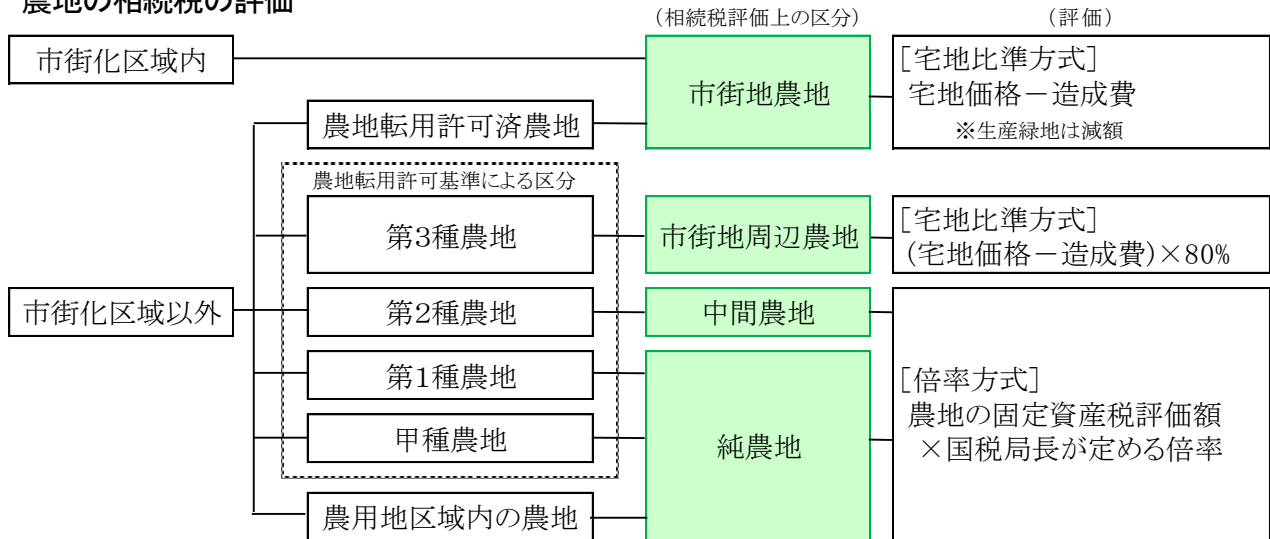 農地の相続税の評価
（相続税評価上の区分）
（評価）
市街化区域内
市街地農地
［宅地比準方式］
宅地価格－造成費
※生産緑地は減額
農地転用許可済農地
農地転用許可基準による区分
第3種農地
市街地周辺農地
［宅地比準方式］
(宅地価格－造成費)×80%
市街化区域以外
第2種農地
中間農地
第1種農地
甲種農地
純農地
［倍率方式］
農地の固定資産税評価額
×国税局長が定める倍率
農用地区域内の農地